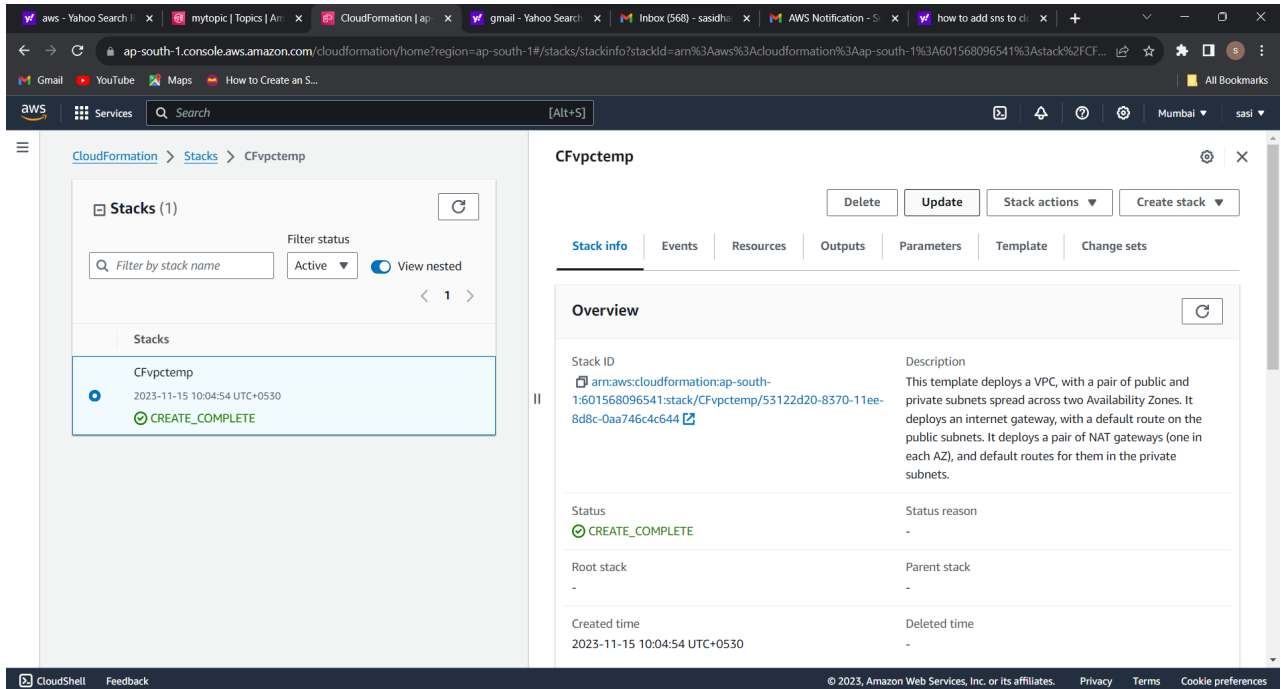 aws - Yahoo Search R
mytopic | Topics | Am
CloudFormation | ap-
gmail - Yahoo Search
Inbox (568) - sasidha
AWS Notification - Su
how to add sns to clo
ap-south-1.console.aws.amazon.com/cloudformation/home?region=ap-south-1#/stacks/stackinfo?stackId=arn%3Aaws%3Acloudformation%3Aap-south-1%3A601568096541%3Astack%2FCF...
S
Gmail
YouTube
Maps
How to Create an S...
All Bookmarks
aws
Services
Search
[Alt+S]
Mumbai
sasi
CloudFormation
Stacks
CFvpctemp
Stacks (1)
Filter status
Filter by stack name
Active
View nested
1
Stacks
CFvpctemp
2023-11-15 10:04:54 UTC+0530
CREATE_COMPLETE
CFvpctemp
Delete
Update
Stack actions
Create stack
Stack info
Events
Resources
Outputs
Parameters
Template
Change sets
Overview
Stack ID
arn:aws:cloudformation:ap-south-
1:601568096541:stack/CFvpctemp/53122d20-8370-11ee-
8d8c-0aa746c4c644
Description
This template deploys a VPC, with a pair of public and
private subnets spread across two Availability Zones. It
deploys an internet gateway, with a default route on the
public subnets. It deploys a pair of NAT gateways (one in
each AZ), and default routes for them in the private
subnets.
Status
CREATE_COMPLETE
Status reason
-
Root stack
-
Parent stack
-
Created time
2023-11-15 10:04:54 UTC+0530
Deleted time
-
CloudShell
Feedback
© 2023, Amazon Web Services, Inc. or its affiliates.
Privacy
Terms
Cookie preferences